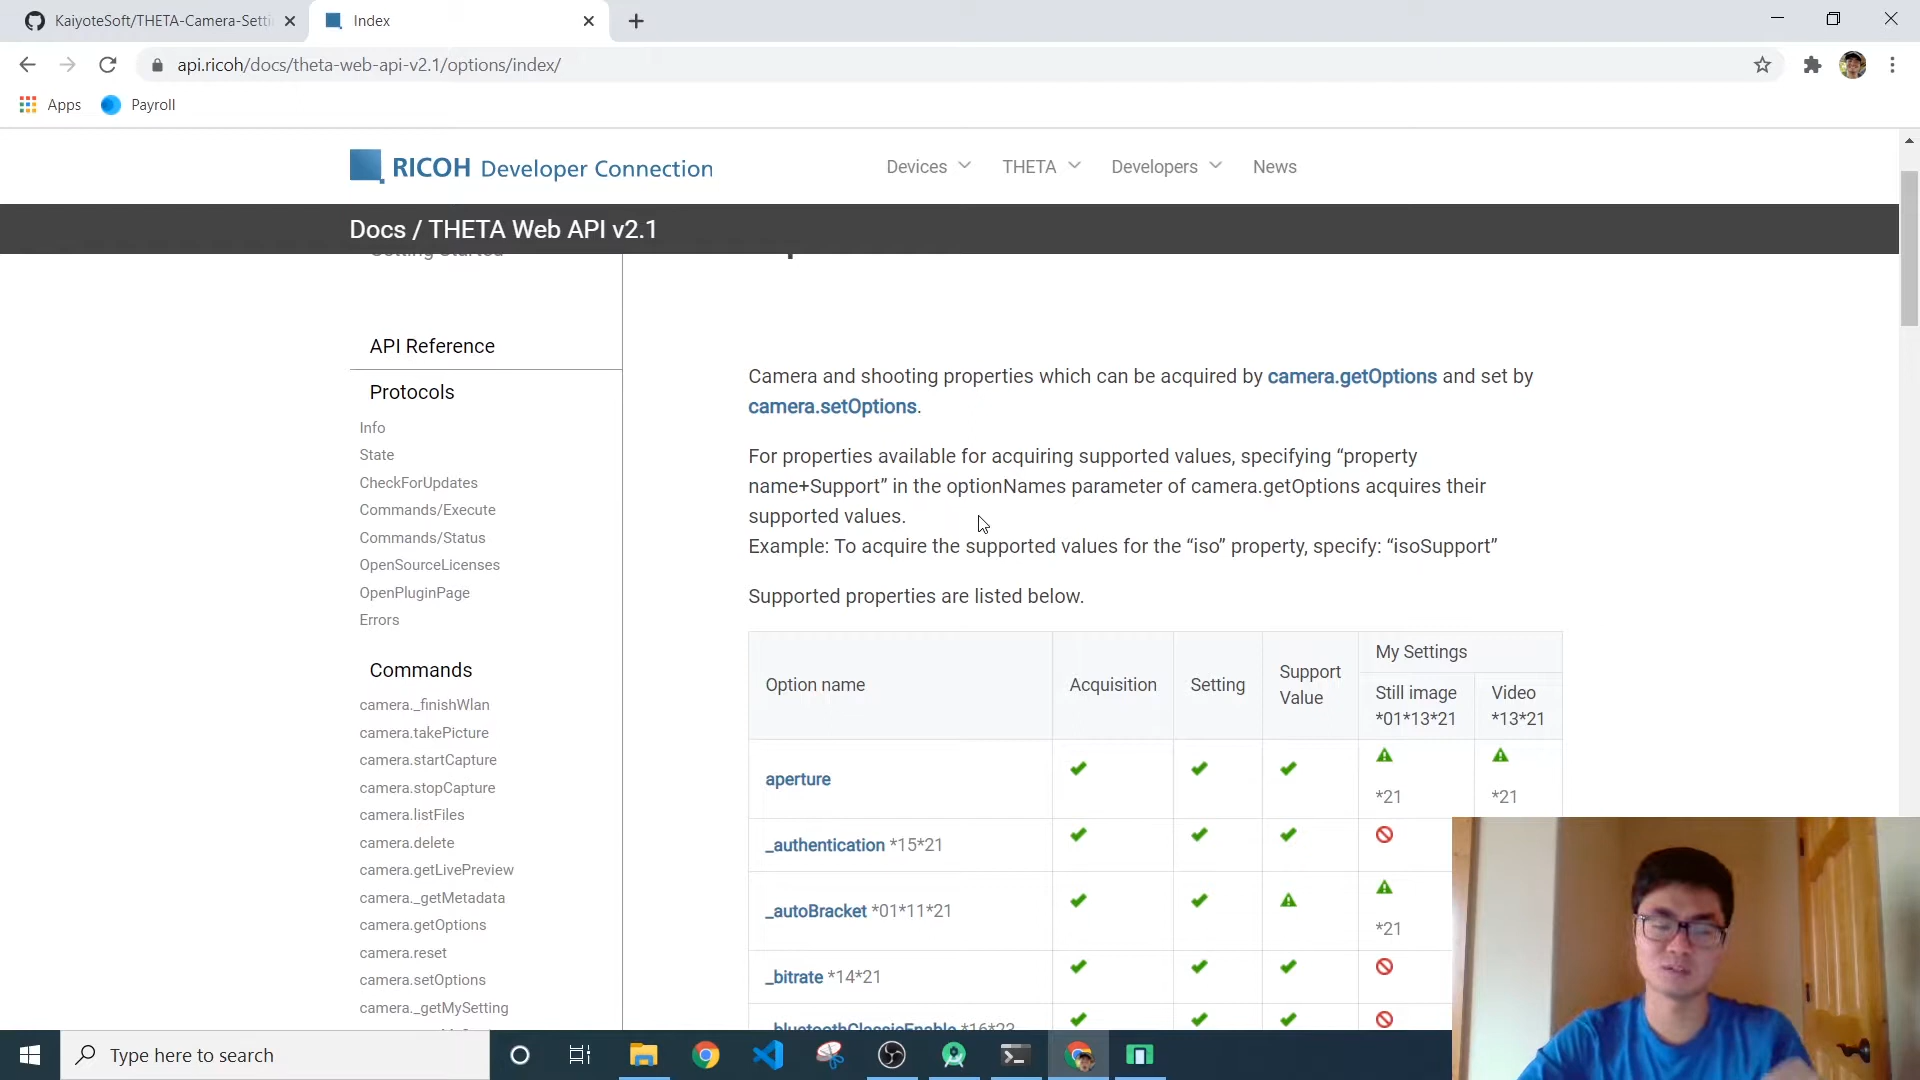 KaiyoteSoft/THETA-Camera-Setti
Index
api.ricoh/docs/theta-web-api-v2.1/options/index/
Apps
Payroll
RICOH Developer Connection
Devices
THETA
Developers
News
Docs / THETA Web API v2.1
Getting Started
API Reference
Protocols
Info
State
CheckForUpdates
Commands/Execute
Commands/Status
OpenSourceLicenses
OpenPluginPage
Errors
Commands
camera._finishWlan
camera.takePicture
camera.startCapture
camera.stopCapture
camera.listFiles
camera.delete
camera.getLivePreview
camera._getMetadata
camera.getOptions
camera.reset
camera.setOptions
camera._getMySetting
Camera and shooting properties which can be acquired by camera.getOptions and set by
camera.setOptions.
For properties available for acquiring supported values, specifying “property
name+Support” in the optionNames parameter of camera.getOptions acquires their
supported values.
Example: To acquire the supported values for the “iso” property, specify: “isoSupport”
Supported properties are listed below.
Option name
Acquisition
Setting
Support
Value
My Settings
Still image
*01*13*21
Video
*13*21
aperture
*21
*21
_authentication *15*21
_autoBracket *01*11*21
*21
_bitrate *14*21
_bluetoothClassicEnable *16*23
Type here to search